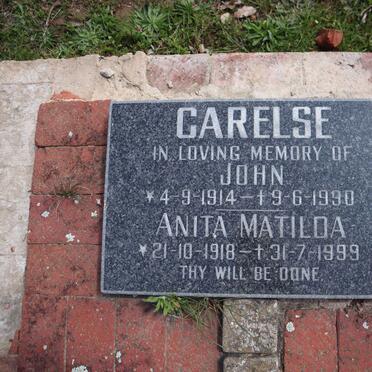 CARELSE
IN LOVING MEMORY OF
JOHN
*4-9-1914-†9-6-1990
ANITA MATILDA
*21-10-1918-†31-7-1999
THY WILL BE DONE